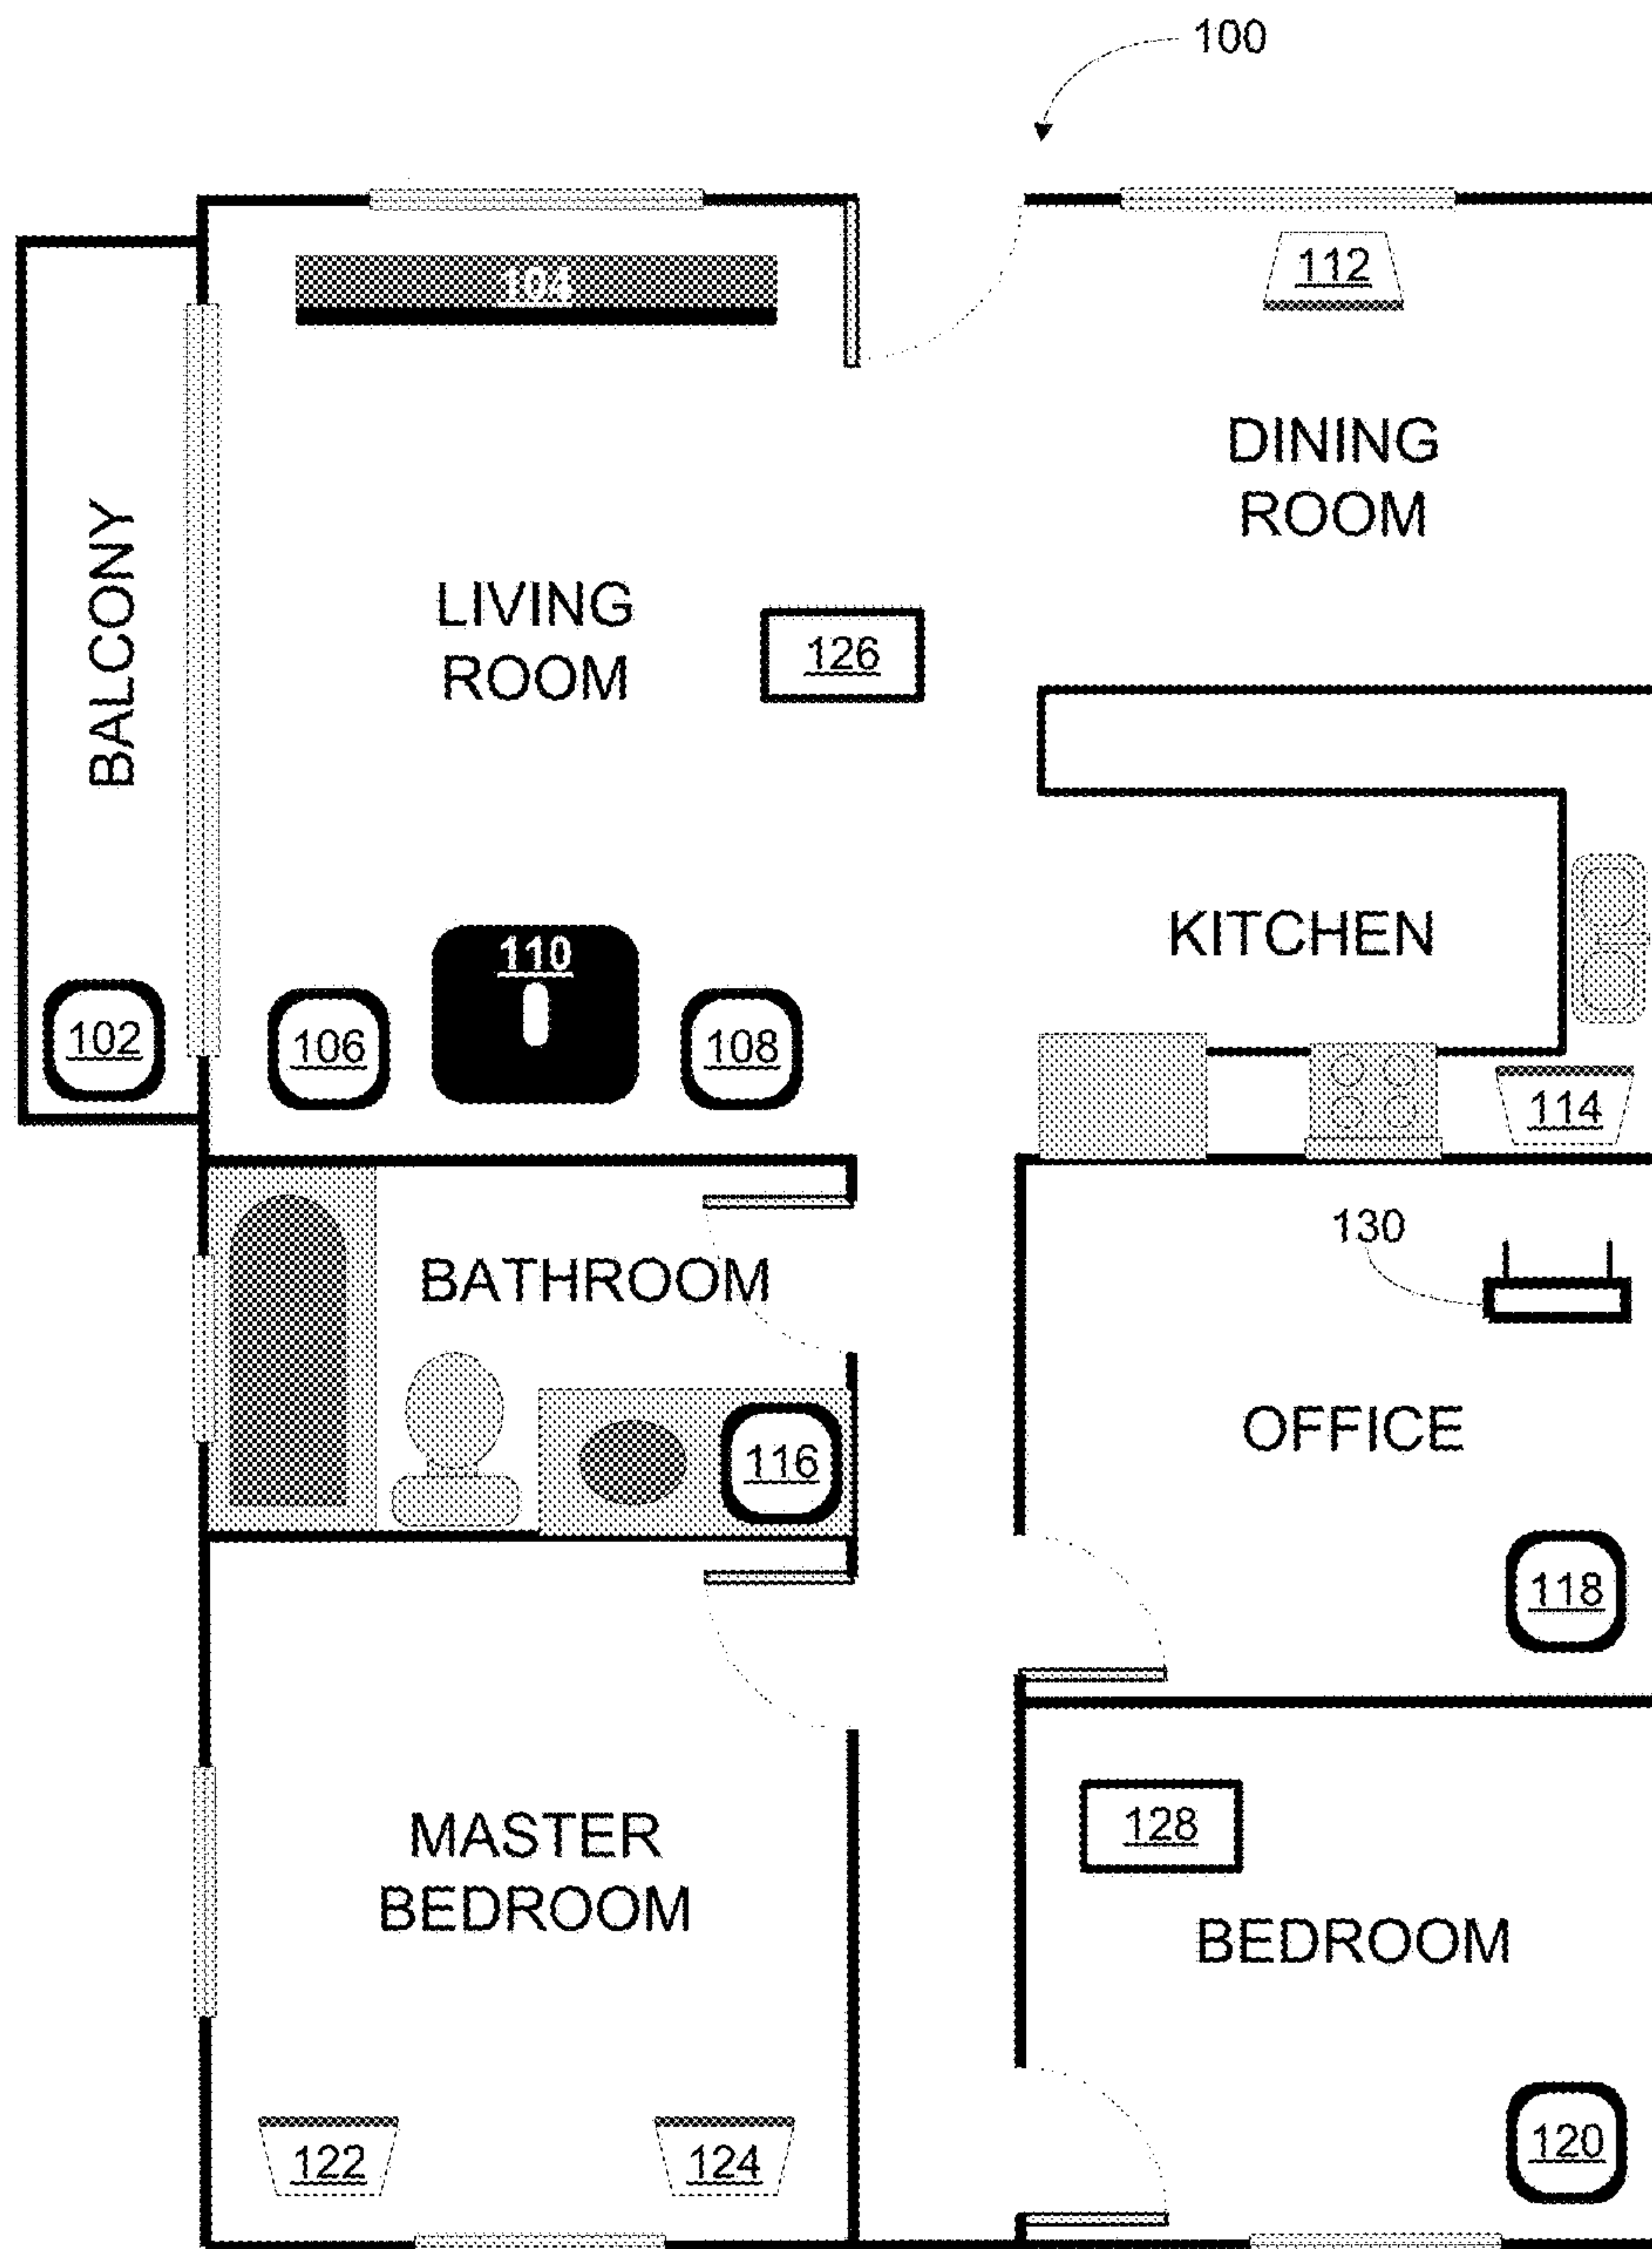 100
104
112
DINING
ROOM
BALCONY
LIVING
ROOM
126
KITCHEN
110
102
106
108
114
130
BATHROOM
OFFICE
116
118
128
MASTER
BEDROOM
BEDROOM
122
124
120